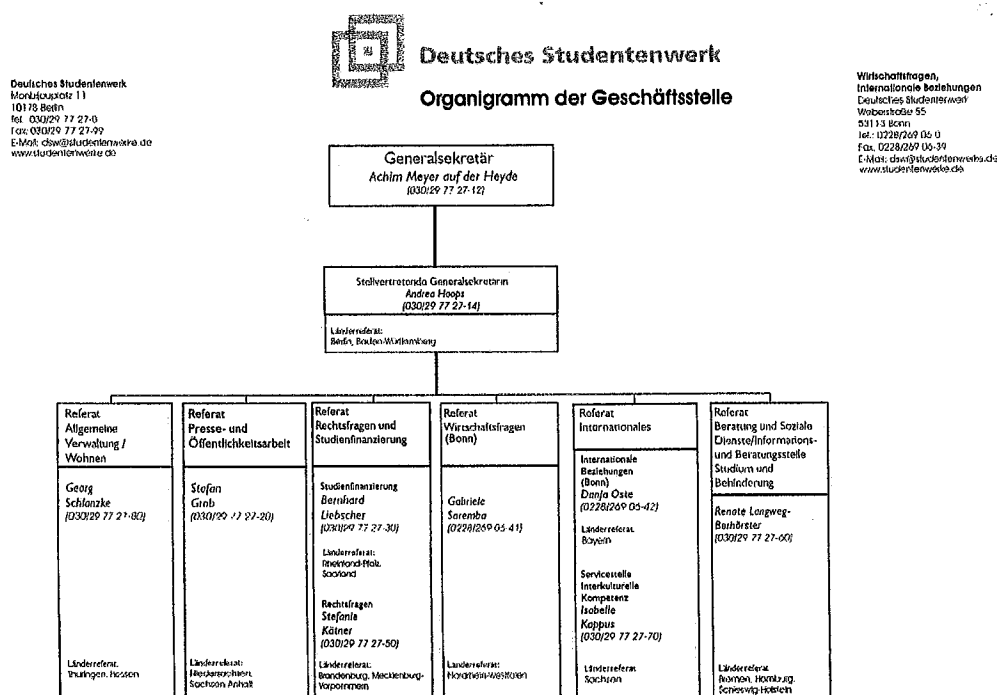 Deutsches Studentenwerk
Organigramm der Geschäftsstelle
Deutsches Studentenwerk
Monbijouplatz 11
10178 Berlin
Tel. 030/29 77 27-0
Fax: 030/29 77 27-99
E-Mail: dsw@studentenwerke.de
www.studentenwerke.de
Wirtschaftsfragen,
Internationale Beziehungen
Deutsches Studentenwerk
Weberstraße 55
53113 Bonn
Tel.: 0228/269 06 0
Fax. 0228/269 06-39
E-Mail: dsw@studentenwerke.de
www.studentenwerke.de
Generalsekretär
Achim Meyer auf der Heyde
(030/29 77 27-12)
Stellvertretende Generalsekretärin
Andrea Hoops
(030/29 77 27-14)
Länderreferat:
Berlin, Baden-Württemberg
Referat
Allgemeine
Verwaltung /
Wohnen
Georg
Schlanzke
(030/29 77 27-80)
Länderreferat:
Thüringen, Hessen
Referat
Presse- und
Öffentlichkeitsarbeit
Stefan
Grob
(030/29 77 27-20)
Länderreferat:
Niedersachsen,
Sachsen Anhalt
Referat
Rechtsfragen und
Studienfinanzierung
Studienfinanzierung
Bernhard
Liebscher
(030/29 77 27-30)
Länderreferat:
Rheinland-Pfalz,
Saarland
Rechtsfragen
Stefanie
Kätner
(030/29 77 27-50)
Länderreferat:
Brandenburg, Mecklenburg-
Vorpommern
Referat
Wirtschaftsfragen
(Bonn)
Gabriele
Saremba
(0228/269 06-41)
Länderreferat:
Nordrhein-Westfalen
Referat
Internationales
Internationale
Beziehungen
(Bonn)
Danja Oste
(0228/269 06-42)
Länderreferat.
Bayern
Servicestelle
Interkulturelle
Kompetenz
Isabelle
Kappus
(030/29 77 27-70)
Länderreferat
Sachsen
Referat
Beratung und Soziale
Dienste/Informations-
und Beratungsstelle
Studium und
Behinderung
Renate Langweg-
Berhörster
(030/29 77 27-60)
Länderreferat:
Bremen, Hamburg,
Schleswig-Holstein